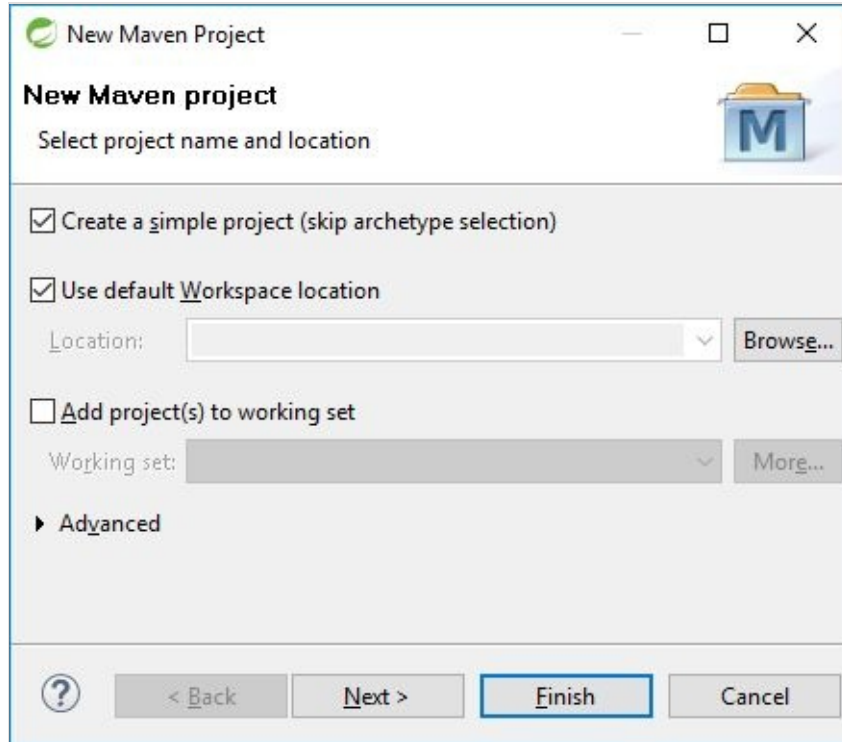 New Maven Project
New Maven project
M
Select project name and location
Create a simple project (skip archetype selection)
Use default Workspace location
Location:
Browse...
Add project(s) to working set
Working set:
More...
Advanced
?
< Back
Next >
Finish
Cancel